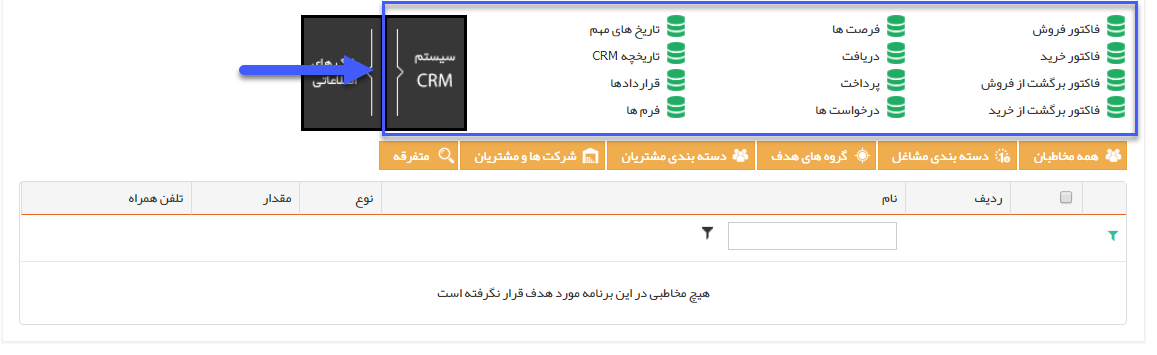 فاکتور فروش
فاکتور خرید
فاکتور برگشت از فروش
فاکتور برگشت از خرید
فرصت ها
دریافت
پرداخت
درخواست ها
تاریخ های مهم
تاریخچه CRM
قراردادها
فرم ها
سیستم
CRM
های
اطلاعاتی
همه مخاطبان
دسته بندی مشاغل
گروه های هدف
دسته بندی مشتریان
شرکت ها و مشتریان
متفرقه
ردیف نام نوع مقدار تلفن همراه
هیچ مخاطبی در این برنامه مورد هدف قرار نگرفته است